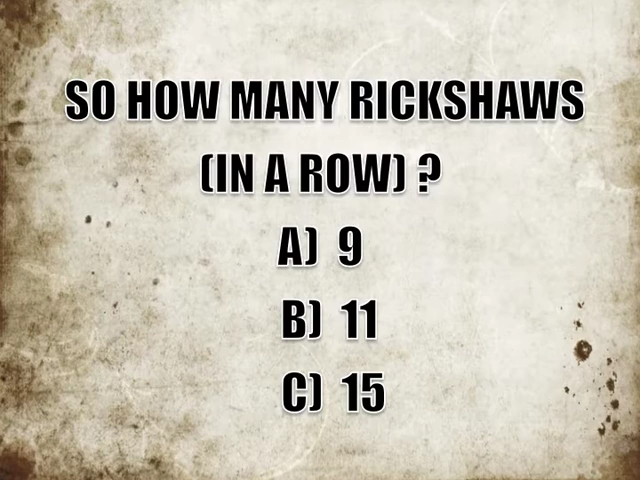 SO HOW MANY RICKSHAWS
(IN A ROW) ?
A) 9
B) 11
C) 15